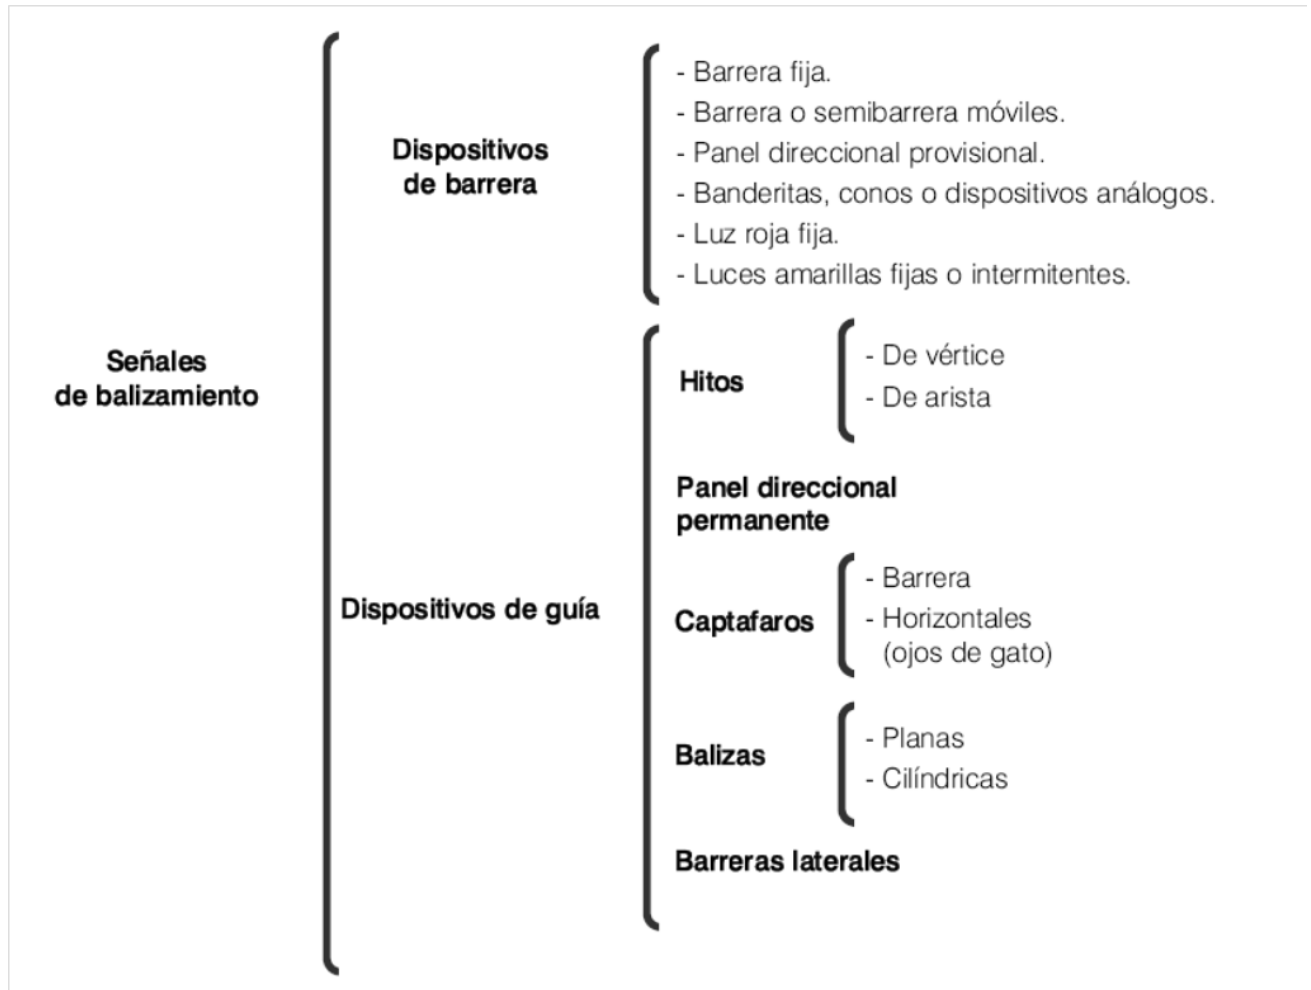 Señales
de balizamiento
Dispositivos
de barrera
- Barrera fija.
- Barrera o semibarrera móviles.
- Panel direccional provisional.
- Banderitas, conos o dispositivos análogos.
- Luz roja fija.
- Luces amarillas fijas o intermitentes.
Dispositivos de guía
Hitos
- De vértice
- De arista
Panel direccional
permanente
Captafaros
- Barrera
- Horizontales
(ojos de gato)
Balizas
- Planas
- Cilíndricas
Barreras laterales